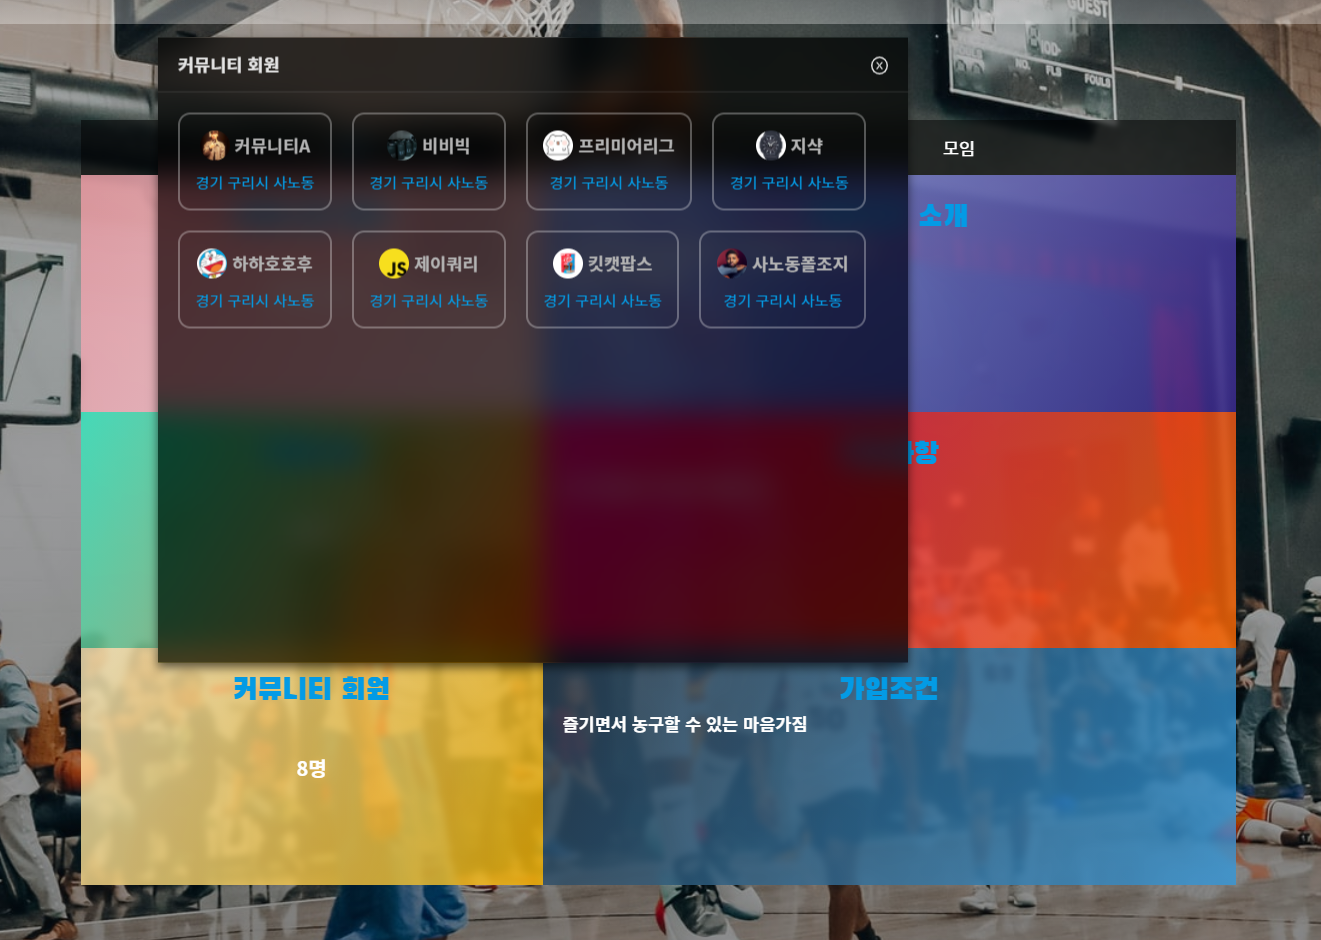 GUEST
커뮤니티 회원
NO.
FLS
FOULS
커뮤니티A
비비빅
프리미어리그
지샥
모임
경기 구리시 사노동
경기 구리시 사노동
경기 구리시 사노동
경기 구리시 사노동
소개
하하호호후
JS
제이쿼리
킷캣팝스
사노동폴조지
경기 구리시 사노동
경기 구리시 사노동
경기 구리시 사노동
경기 구리시 사노동
항
커뮤니티 회원
가입조건
즐기면서 농구할 수 있는 마음가짐
8명